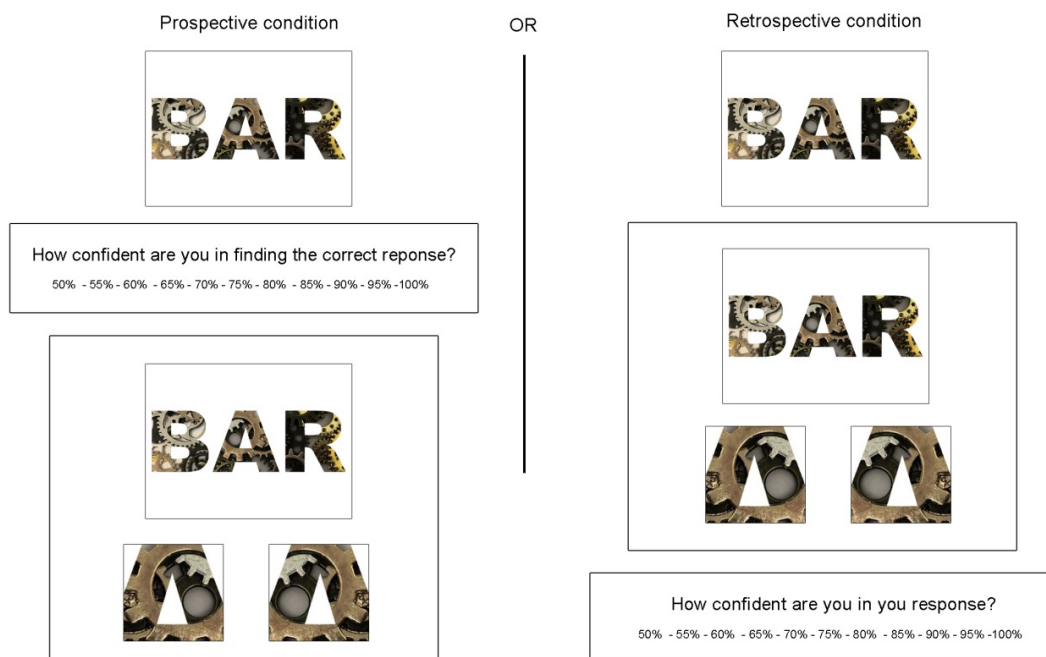 Prospective condition
BAR
How confident are you in finding the correct reponse?
50% - 55% - 60% - 65% - 70% - 75% - 80% - 85% - 90% - 95% -100%
BAR
A A
OR
Retrospective condition
BAR
BAR
A A
How confident are you in you response?
50% - 55% - 60% - 65% - 70% - 75% - 80% - 85% - 90% - 95% -100%